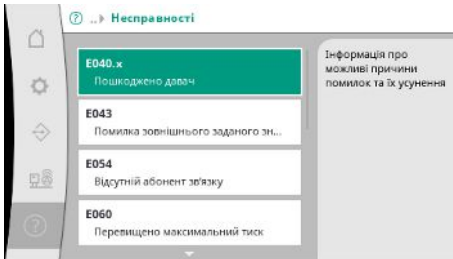 ..▸ Несправності
E040.x
Пошкоджено давач
E043
Помилка зовнішнього заданого зн...
E054
Відсутній абонент зв'язку
E060
Перевищено максимальний тиск
Інформація про
можливі причини
помилок та їх усунення